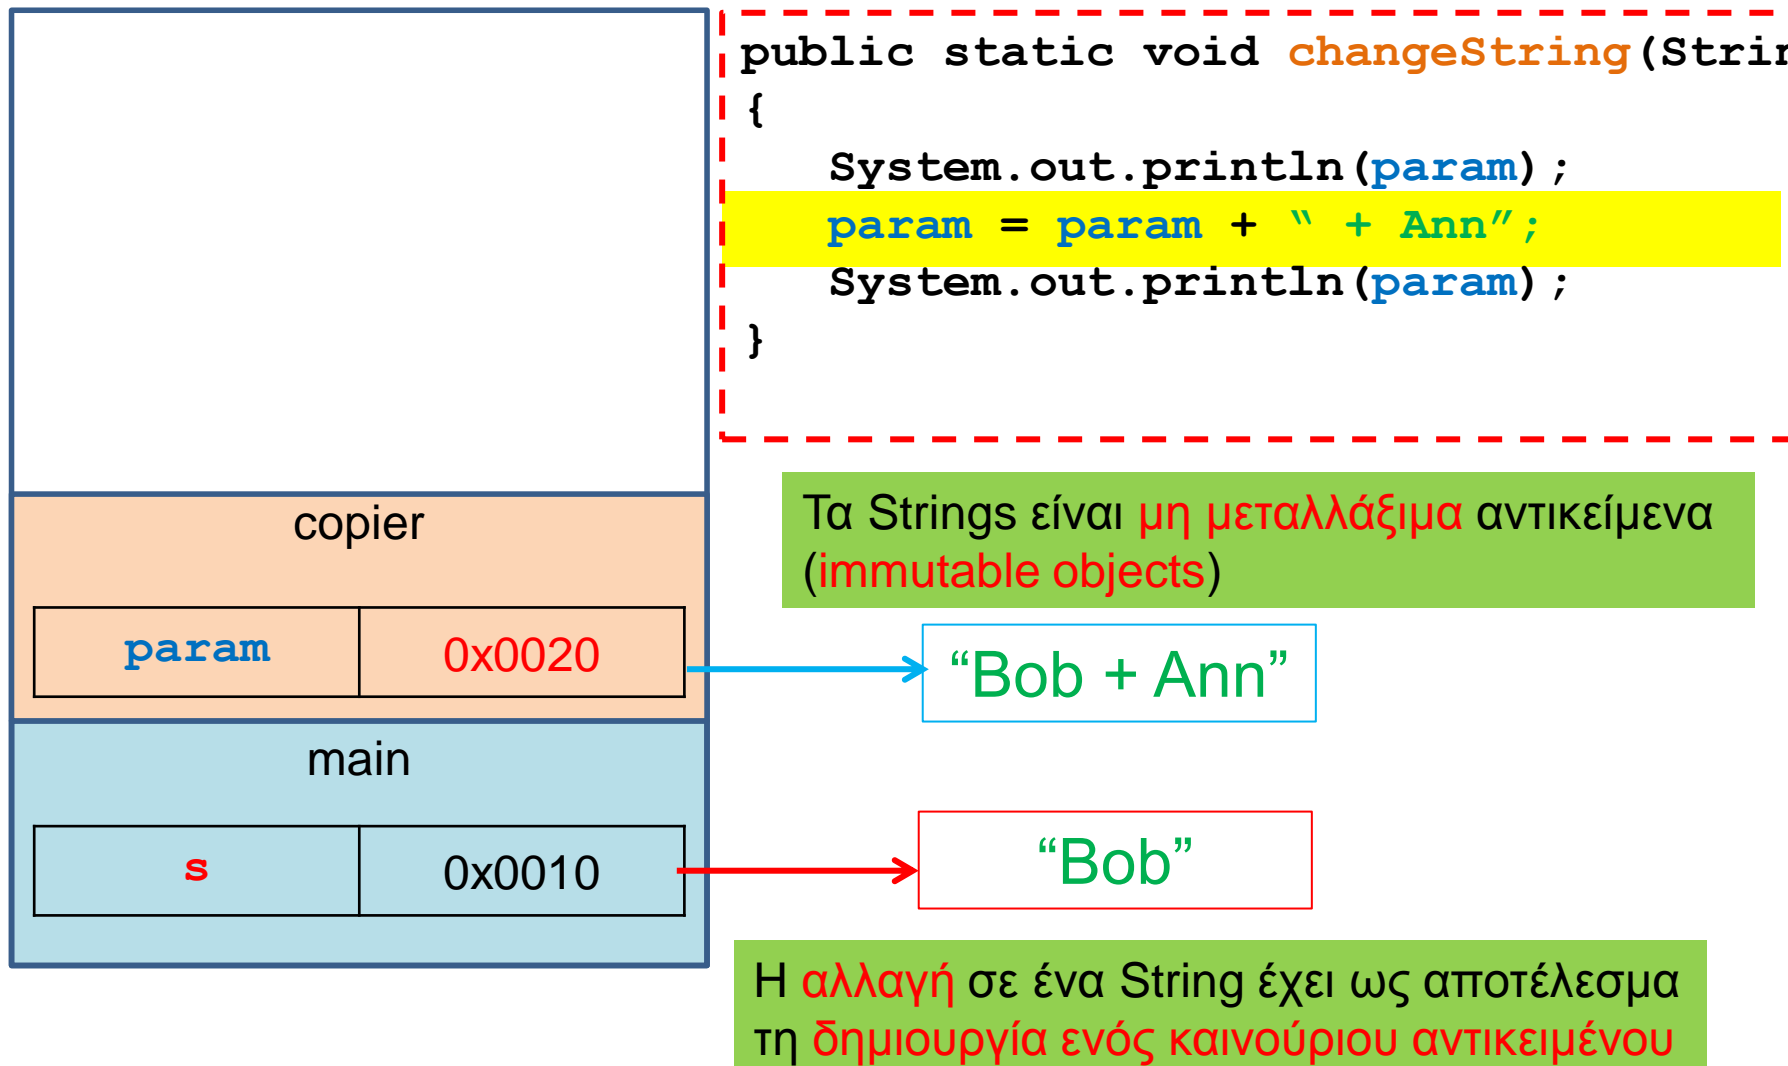 public static void changeString(Strin
{
System.out.println(param);
param = param + “ + Ann”;
System.out.println(param);
}
copier
param 0x0020
main
s 0x0010
Τα Strings είναι μη μεταλλάξιμα αντικείμενα
(immutable objects)
“Bob + Ann”
“Bob”
Η αλλαγή σε ένα String έχει ως αποτέλεσμα
τη δημιουργία ενός καινούριου αντικειμένου